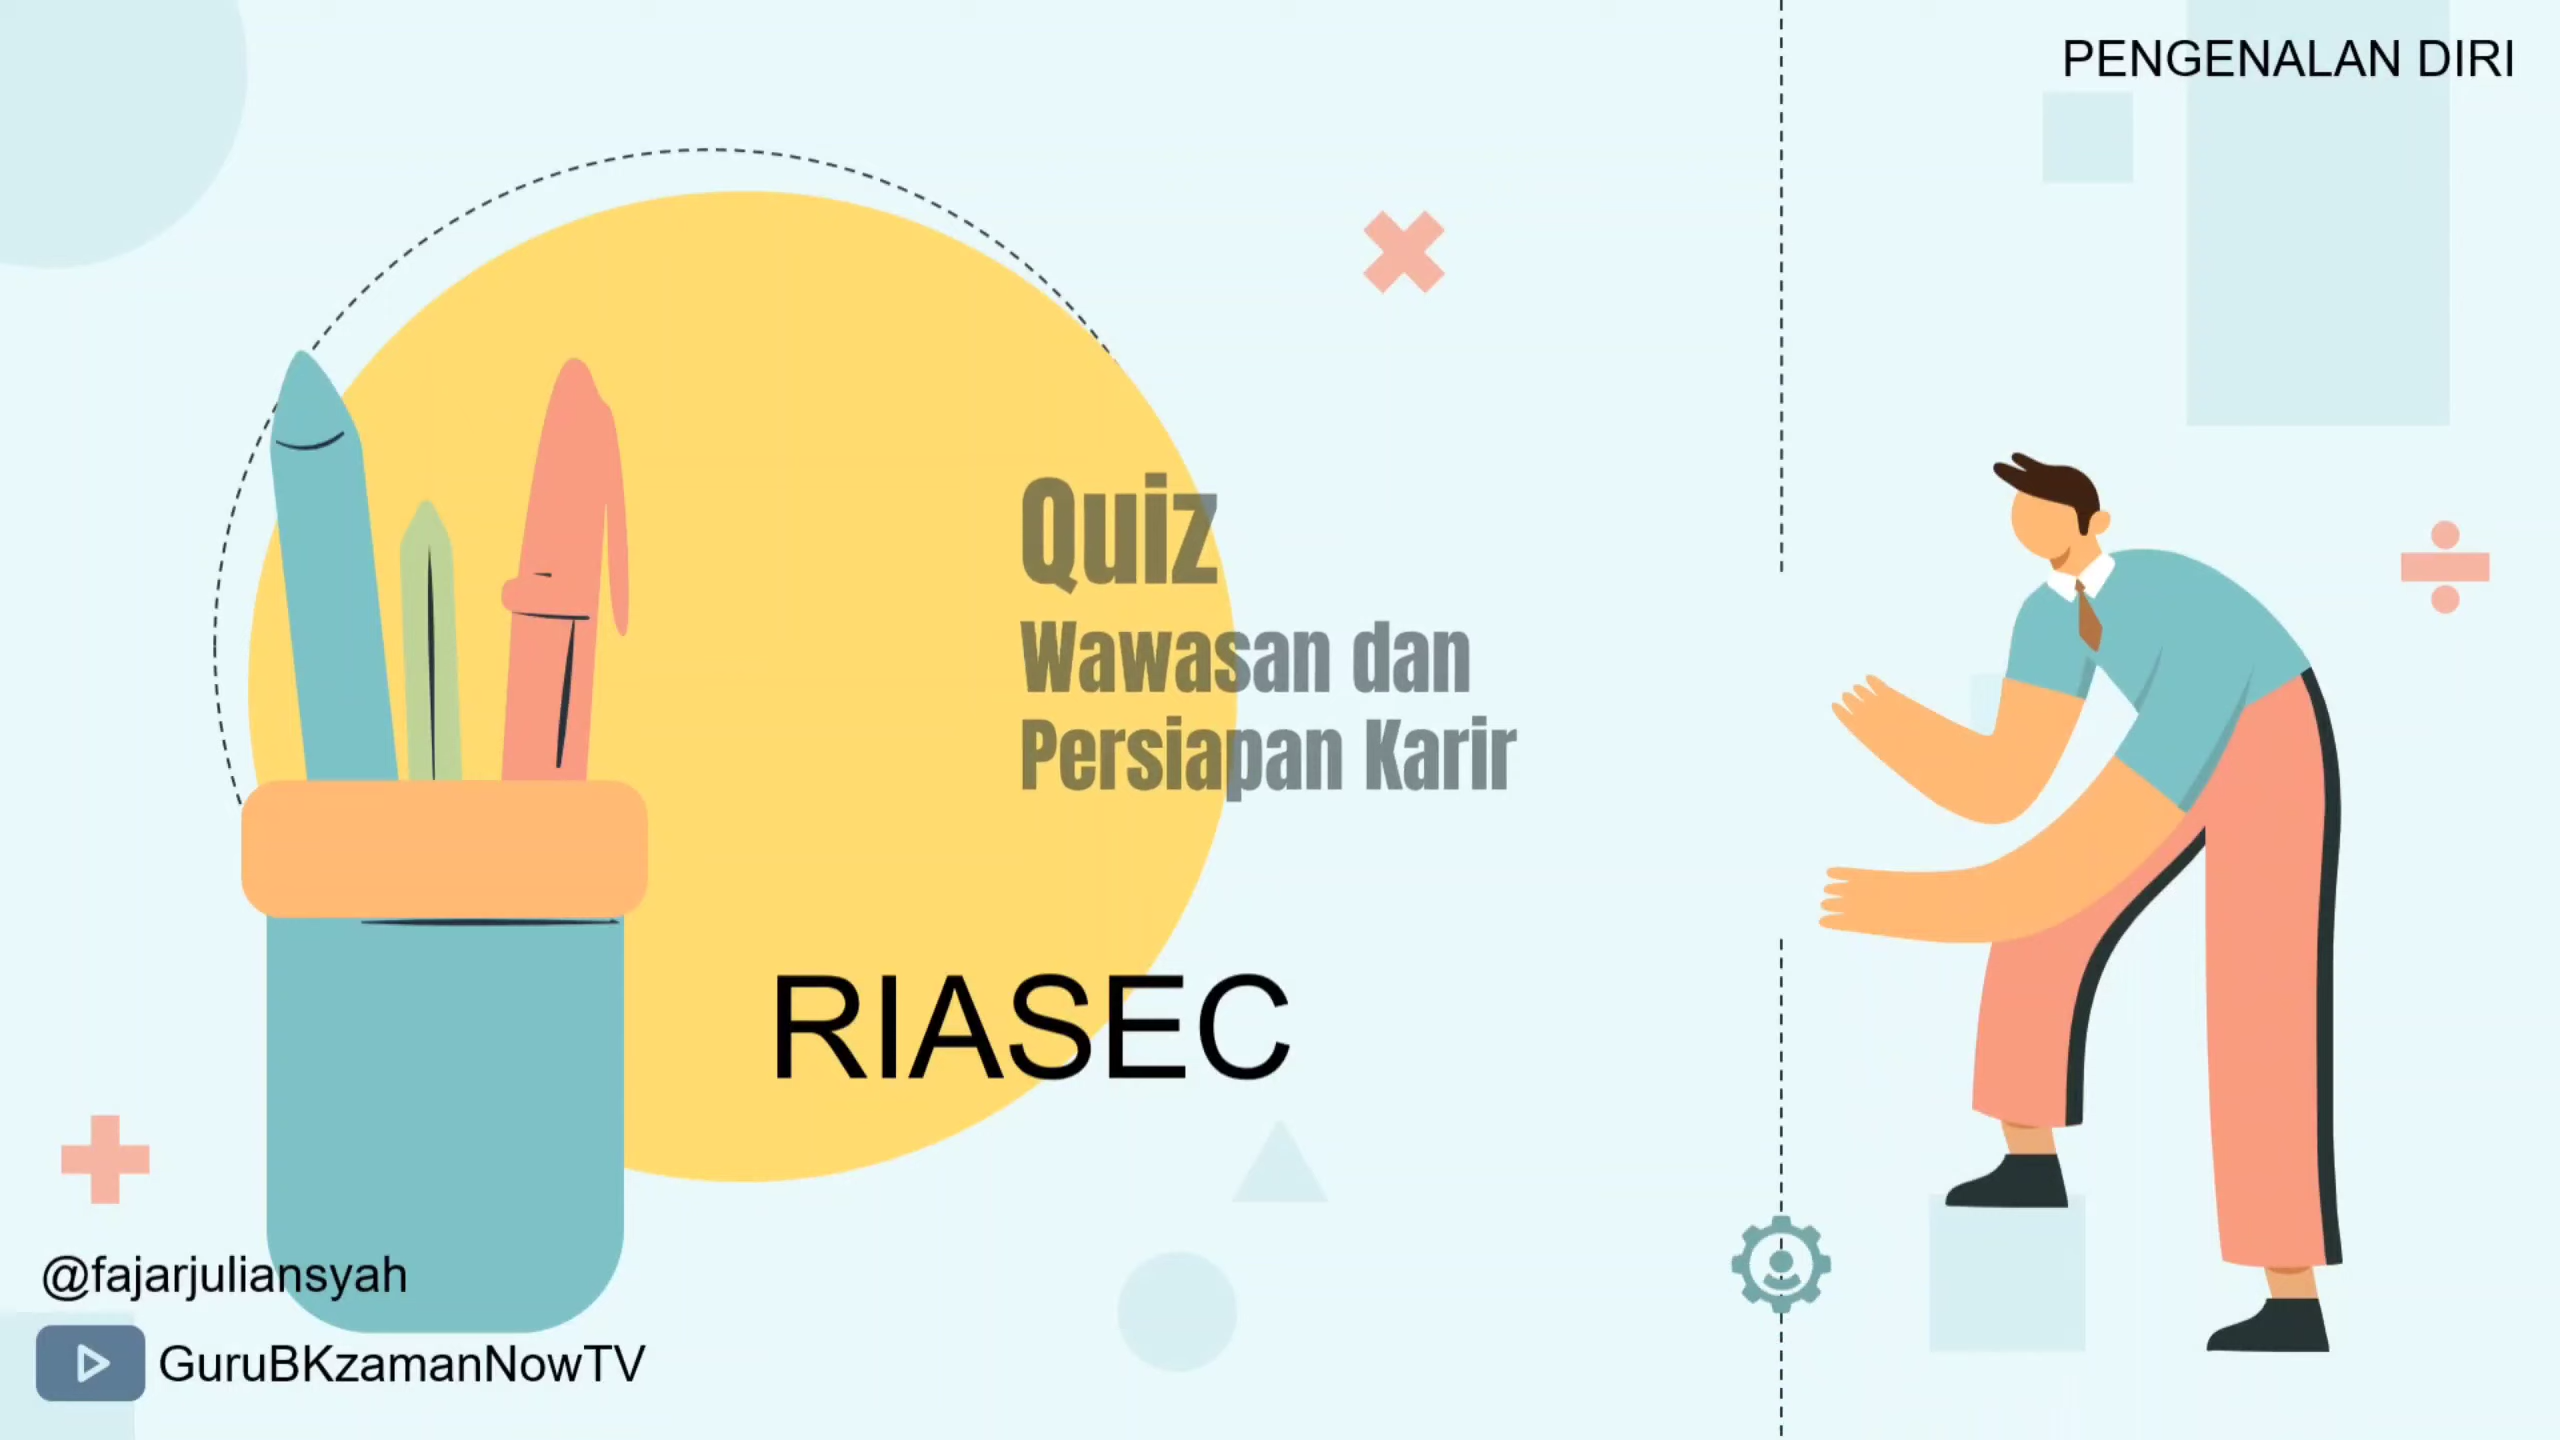 PENGENALAN DIRI
Quiz
Wawasan dan
Persiapan Karir
RIASEC
@fajarjuliansyah
GuruBKzamanNowTV